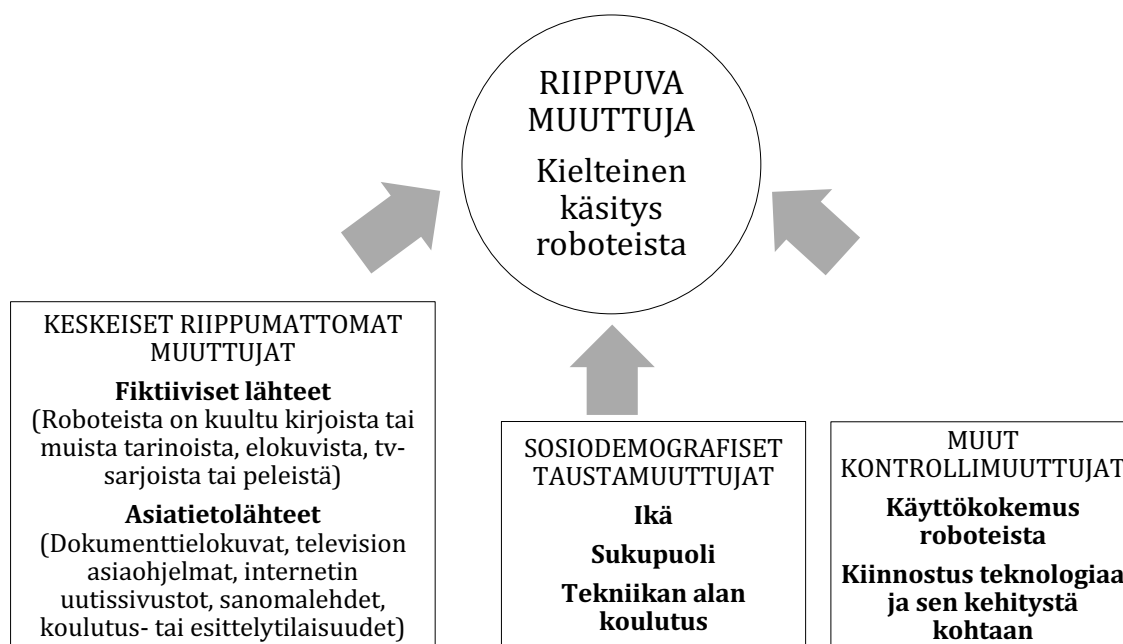 RIIPPUVA
MUUTTUJA
Kielteinen
käsitys
roboteista
KESKEISET RIIPPUMATTOMAT
MUUTTUJAT
Fiktiiviset lähteet
(Roboteista on kuultu kirjoista tai
muista tarinoista, elokuvista, tv-
sarjoista tai peleistä)
Asiatietolähteet
(Dokumenttielokuvat, television
asiaohjelmat, internetin
uutissivustot, sanomalehdet,
koulutus- tai esittelytilaisuudet)
SOSIODEMOGRAFISET
TAUSTAMUUTTUJAT
Ikä
Sukupuoli
Tekniikan alan
koulutus
MUUT
KONTROLLIMUUTTUJAT
Käyttökokemus
roboteista
Kiinnostus teknologiaa
ja sen kehitystä
kohtaan